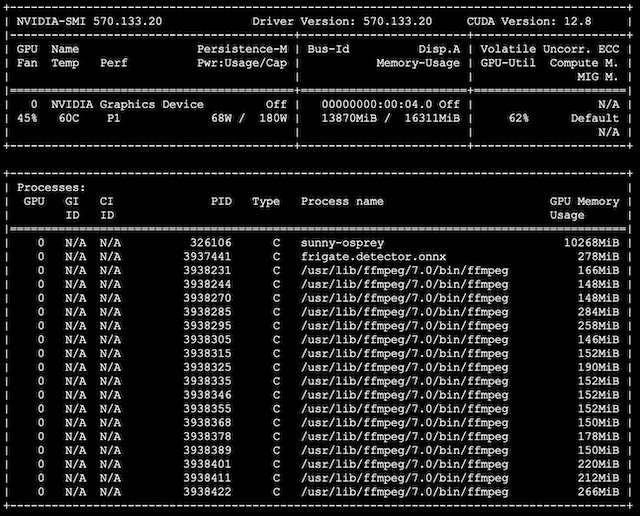 NVIDIA-SMI 570.133.20 Driver Version: 570.133.20 CUDA Version: 12.8
GPU Name Persistence-M | Bus-Id Disp.A | Volatile Uncorr. ECC
Fan Temp Perf Pwr:Usage/Cap | Memory-Usage | GPU-Util Compute M.
MIG M.
0 NVIDIA Graphics Device Off | 00000000:00:04.0 Off | N/A
45% 60C P1 68W / 180W | 13870MiB / 16311MiB | 62% Default
N/A
Processes:
GPU GI CI PID Type Process name GPU Memory
ID ID Usage
0 N/A N/A 326106 C sunny-osprey 10268MiB
0 N/A N/A 3937441 C frigate.detector.onnx 278MiB
0 N/A N/A 3938231 C /usr/lib/ffmpeg/7.0/bin/ffmpeg 166MiB
0 N/A N/A 3938244 C /usr/lib/ffmpeg/7.0/bin/ffmpeg 148MiB
0 N/A N/A 3938270 C /usr/lib/ffmpeg/7.0/bin/ffmpeg 148MiB
0 N/A N/A 3938285 C /usr/lib/ffmpeg/7.0/bin/ffmpeg 284MiB
0 N/A N/A 3938295 C /usr/lib/ffmpeg/7.0/bin/ffmpeg 258MiB
0 N/A N/A 3938305 C /usr/lib/ffmpeg/7.0/bin/ffmpeg 146MiB
0 N/A N/A 3938315 C /usr/lib/ffmpeg/7.0/bin/ffmpeg 152MiB
0 N/A N/A 3938325 C /usr/lib/ffmpeg/7.0/bin/ffmpeg 190MiB
0 N/A N/A 3938335 C /usr/lib/ffmpeg/7.0/bin/ffmpeg 152MiB
0 N/A N/A 3938346 C /usr/lib/ffmpeg/7.0/bin/ffmpeg 152MiB
0 N/A N/A 3938355 C /usr/lib/ffmpeg/7.0/bin/ffmpeg 152MiB
0 N/A N/A 3938368 C /usr/lib/ffmpeg/7.0/bin/ffmpeg 150MiB
0 N/A N/A 3938378 C /usr/lib/ffmpeg/7.0/bin/ffmpeg 178MiB
0 N/A N/A 3938389 C /usr/lib/ffmpeg/7.0/bin/ffmpeg 150MiB
0 N/A N/A 3938401 C /usr/lib/ffmpeg/7.0/bin/ffmpeg 220MiB
0 N/A N/A 3938411 C /usr/lib/ffmpeg/7.0/bin/ffmpeg 212MiB
0 N/A N/A 3938422 C /usr/lib/ffmpeg/7.0/bin/ffmpeg 266MiB